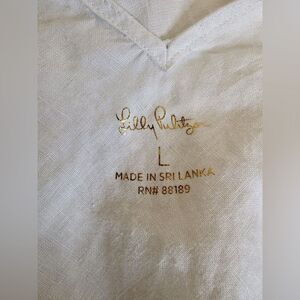 Lilly Pulitzer
L
MADE IN SRI LANKA
RN# 88189